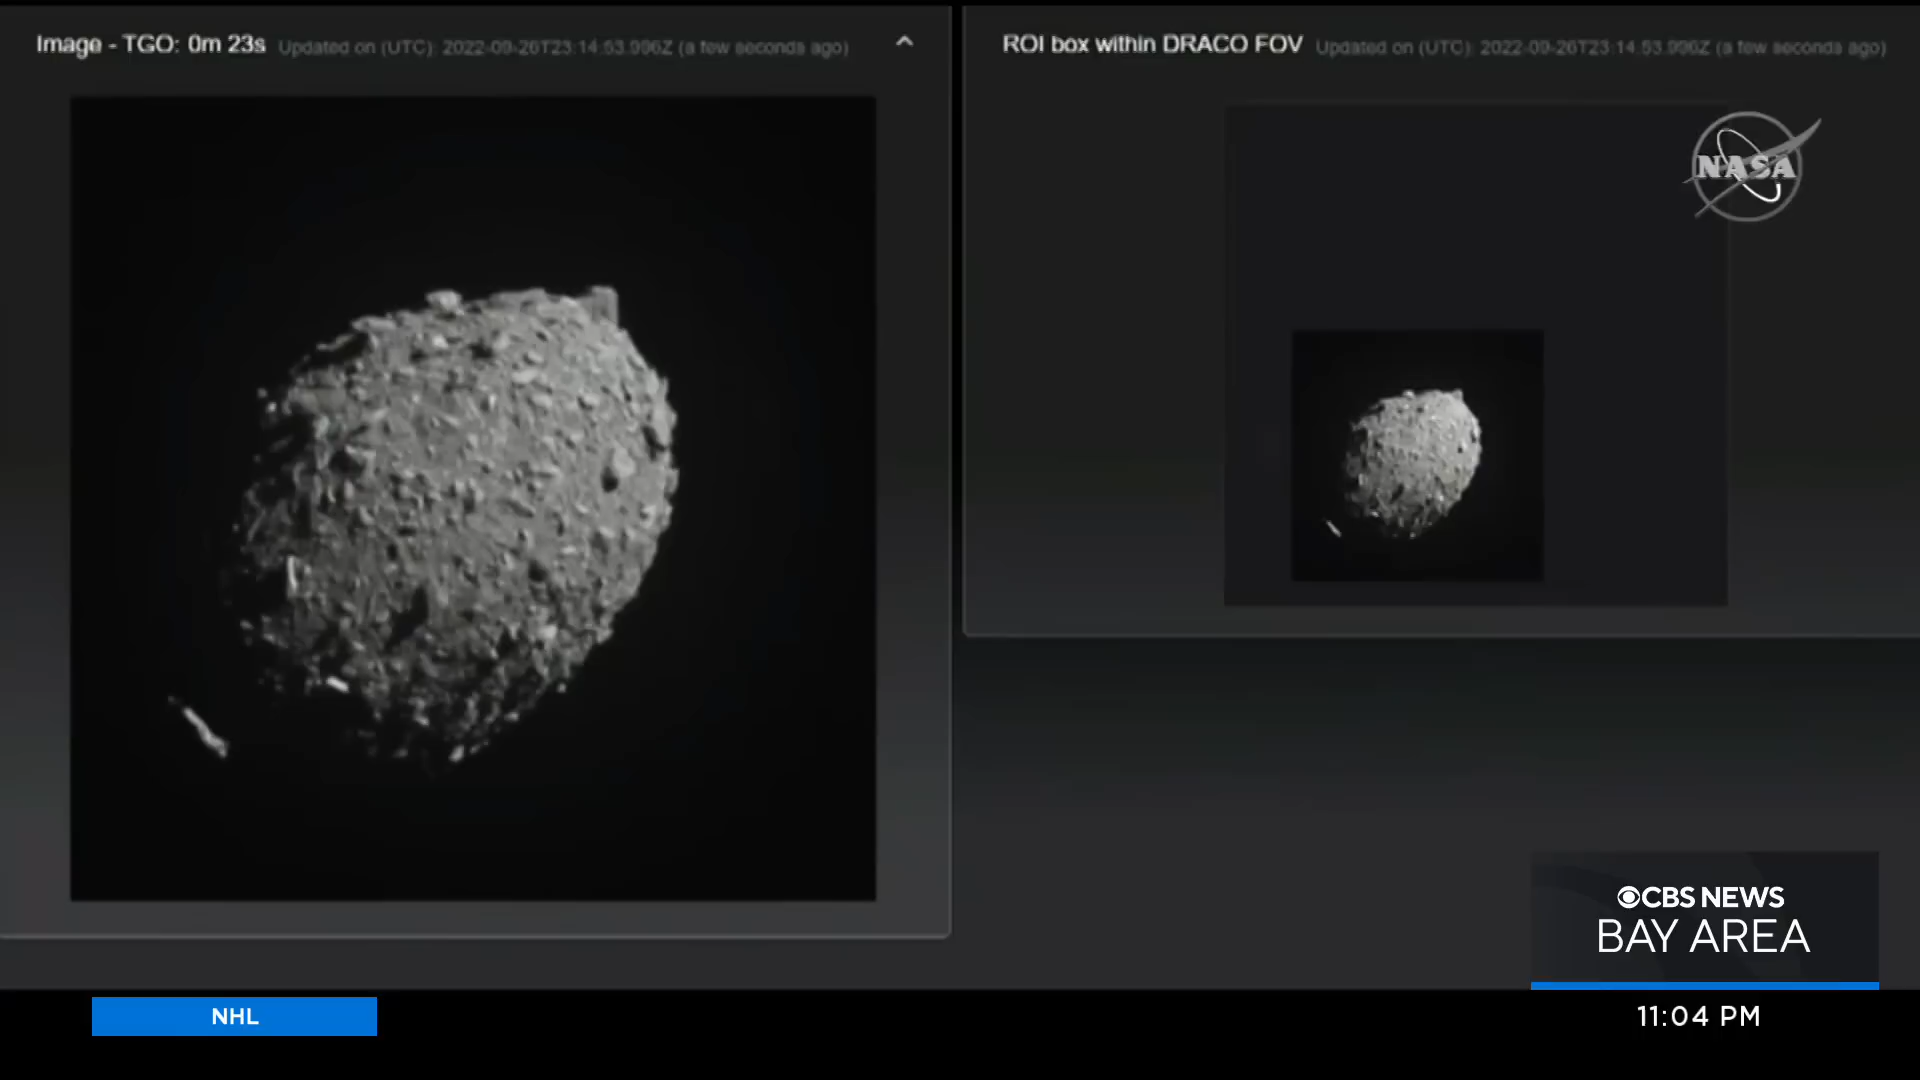 Image - TGO: 0m 23s Updated on (UTC): 2022-09-26T23:14:53.996Z (a few seconds ago)
ROI box within DRACO FOV Updated on (UTC): 2022-09-26T23:14:53.996Z (a few seconds ago)
NASA
CBS NEWS
BAY AREA
NHL
11:04 PM